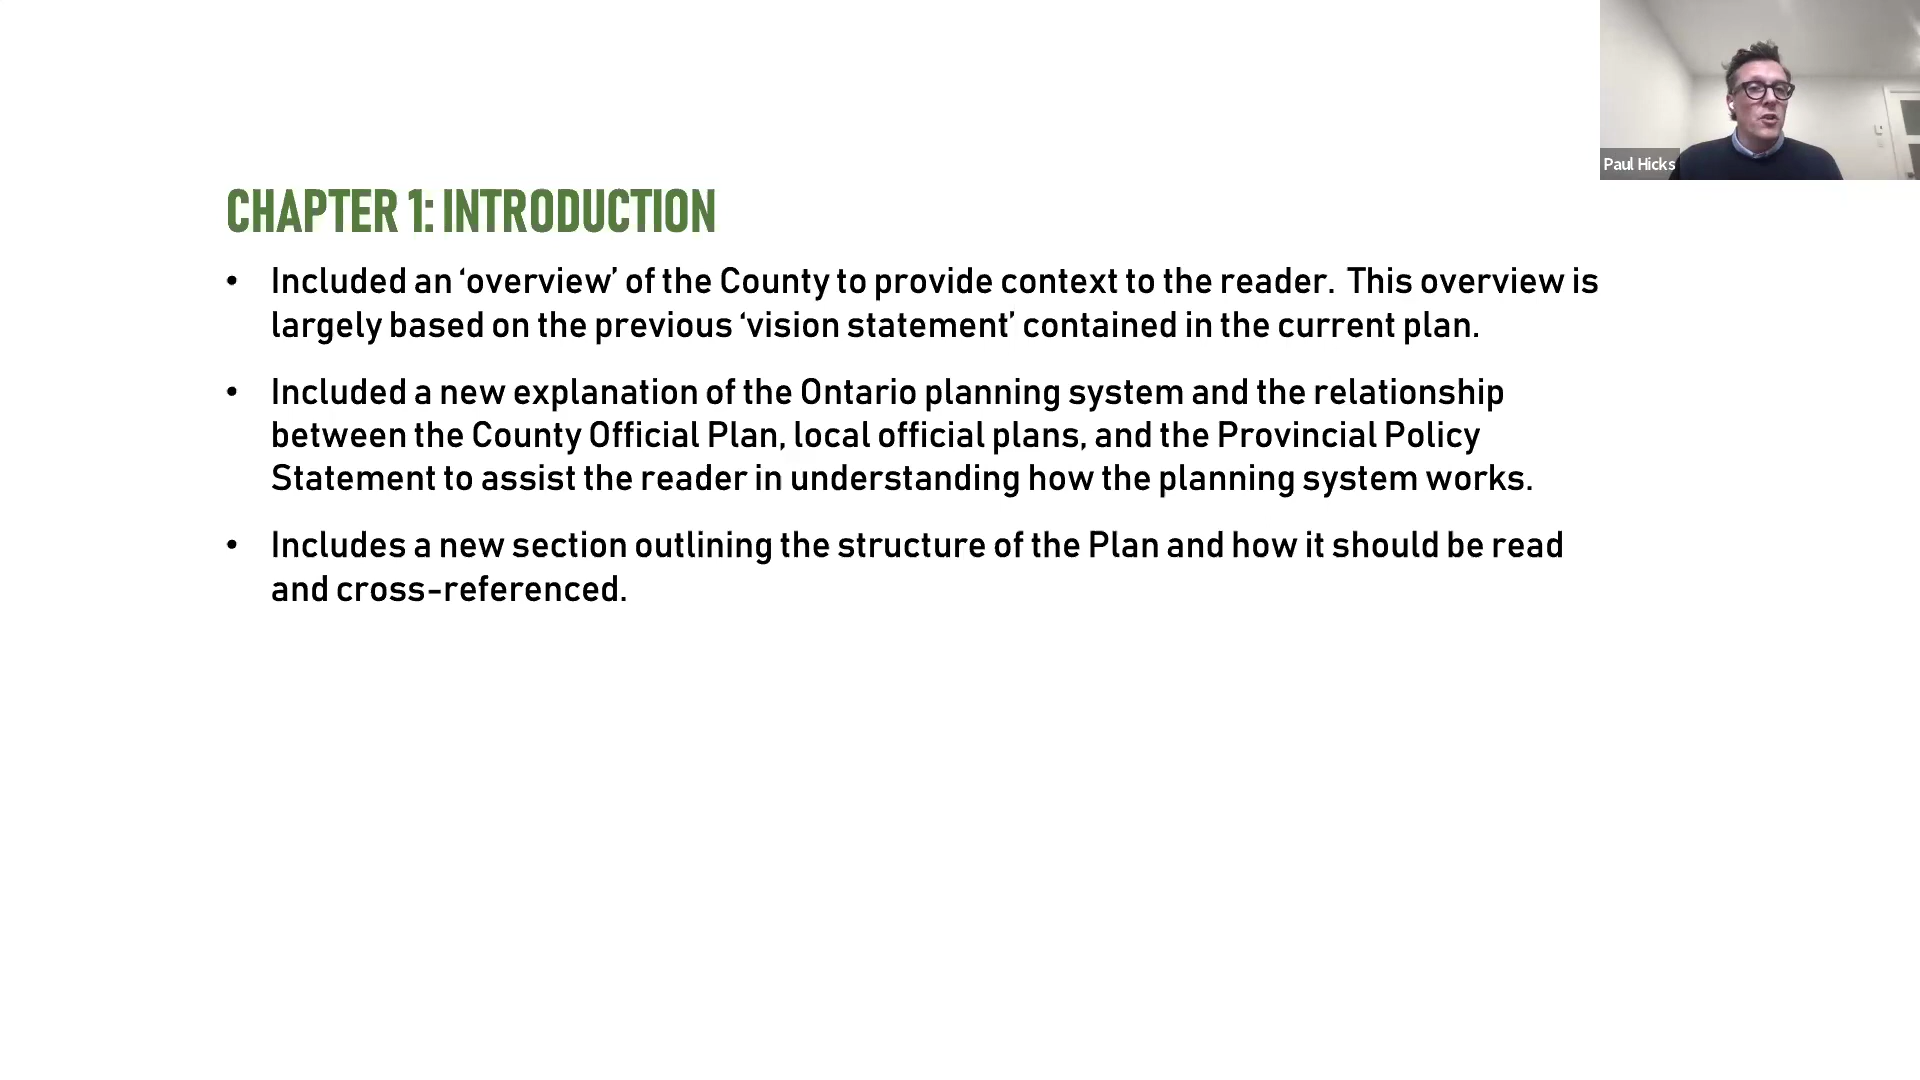 Paul Hicks
CHAPTER 1: INTRODUCTION
• Included an ‘overview’ of the County to provide context to the reader. This overview is
largely based on the previous ‘vision statement’ contained in the current plan.
• Included a new explanation of the Ontario planning system and the relationship
between the County Official Plan, local official plans, and the Provincial Policy
Statement to assist the reader in understanding how the planning system works.
• Includes a new section outlining the structure of the Plan and how it should be read
and cross-referenced.